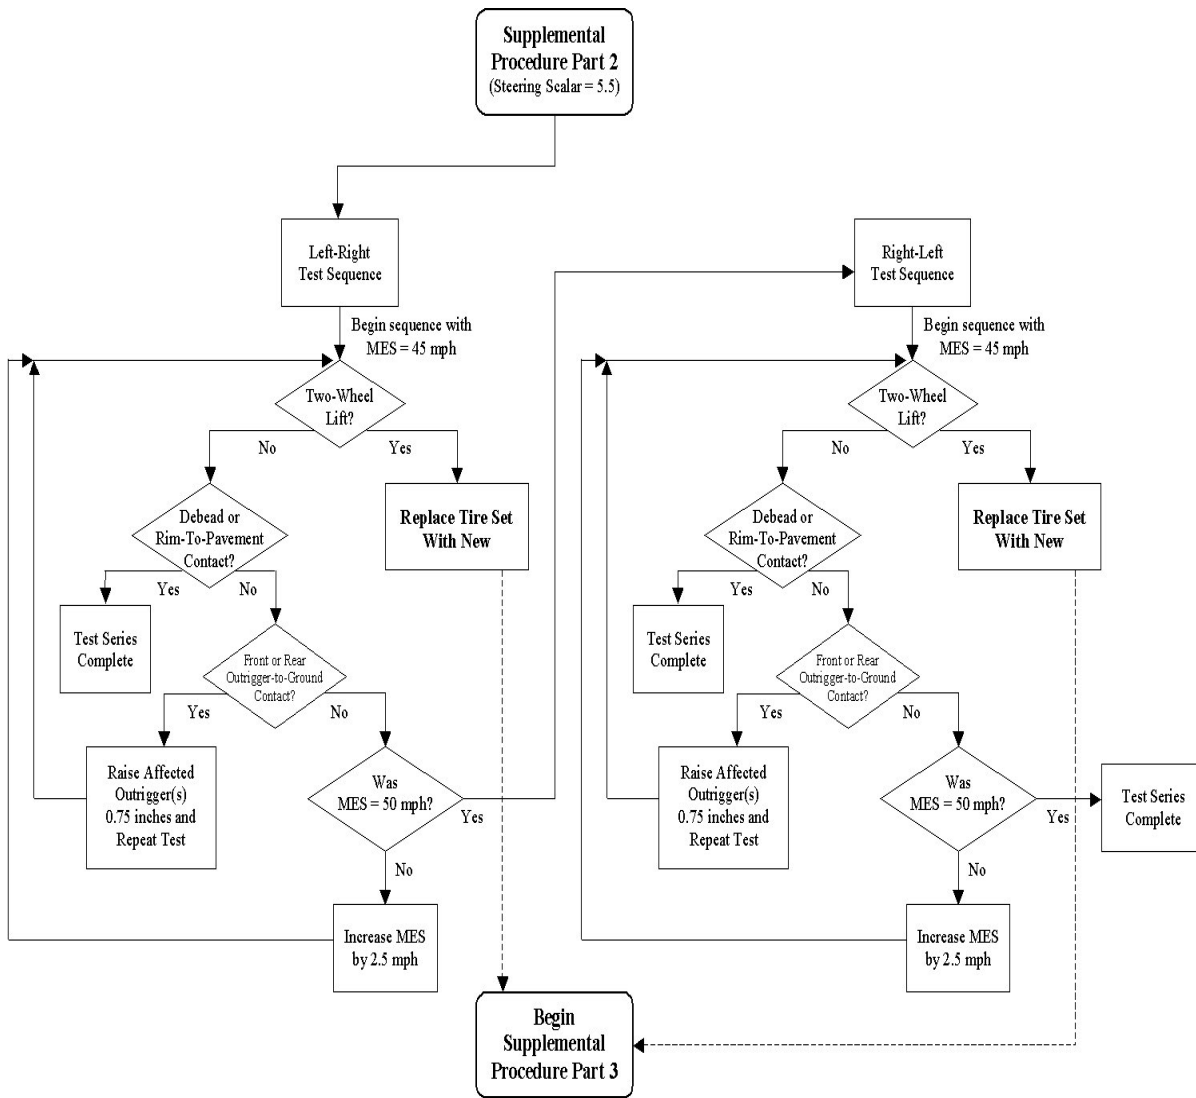 Supplemental
Procedure Part 2
(Steering Scalar = 5.5)
Left-Right
Test Sequence
Begin sequence with
MES = 45 mph
Two-Wheel
Lift?
No
Yes
Debead or
Rim-To-Pavement
Contact?
Replace Tire Set
With New
Yes
No
Test Series
Complete
Front or Rear
Outrigger-to-Ground
Contact?
Yes
No
Raise Affected
Outrigger(s)
0.75 inches and
Repeat Test
Was
MES = 50 mph?
Yes
No
Increase MES
by 2.5 mph
Right-Left
Test Sequence
Begin sequence with
MES = 45 mph
Two-Wheel
Lift?
No
Yes
Debead or
Rim-To-Pavement
Contact?
Replace Tire Set
With New
Yes
No
Test Series
Complete
Front or Rear
Outrigger-to-Ground
Contact?
Yes
No
Raise Affected
Outrigger(s)
0.75 inches and
Repeat Test
Was
MES = 50 mph?
Yes
Test Series
Complete
No
Increase MES
by 2.5 mph
Begin
Supplemental
Procedure Part 3